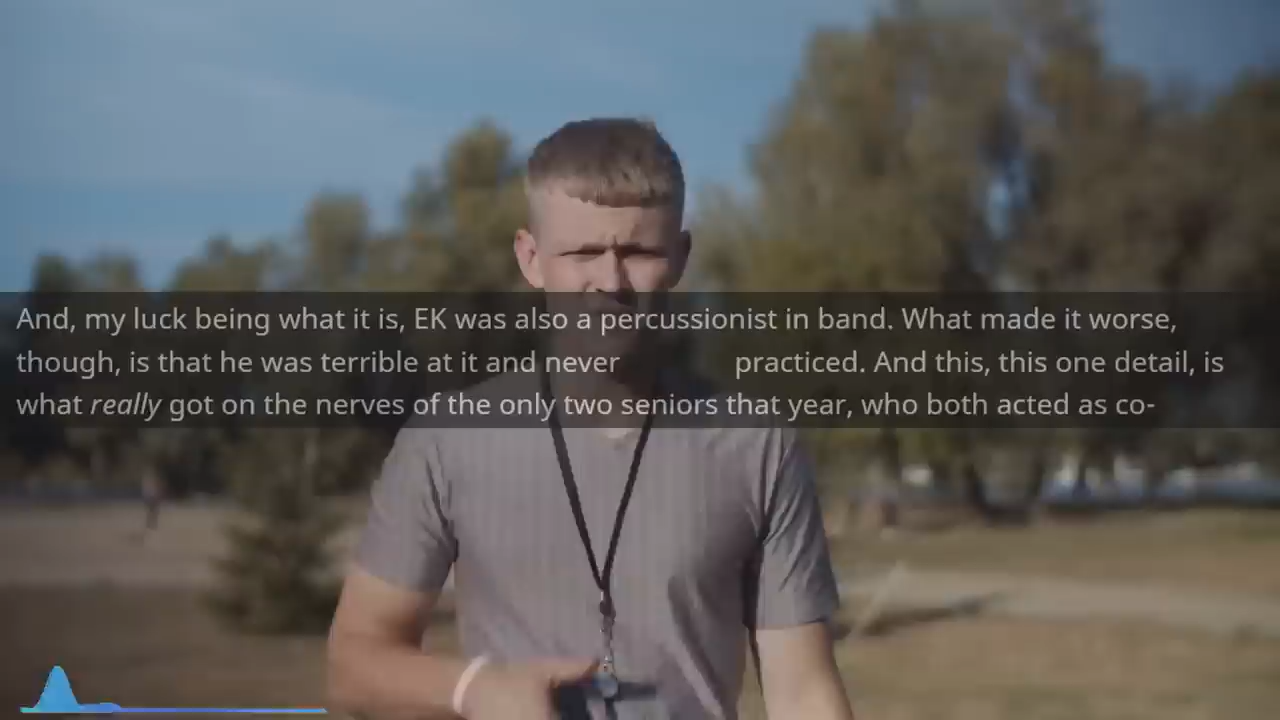 And, my luck being what it is, EK was also a percussionist in band. What made it worse,
though, is that he was terrible at it and never practiced. And this, this one detail, is
what really got on the nerves of the only two seniors that year, who both acted as co-